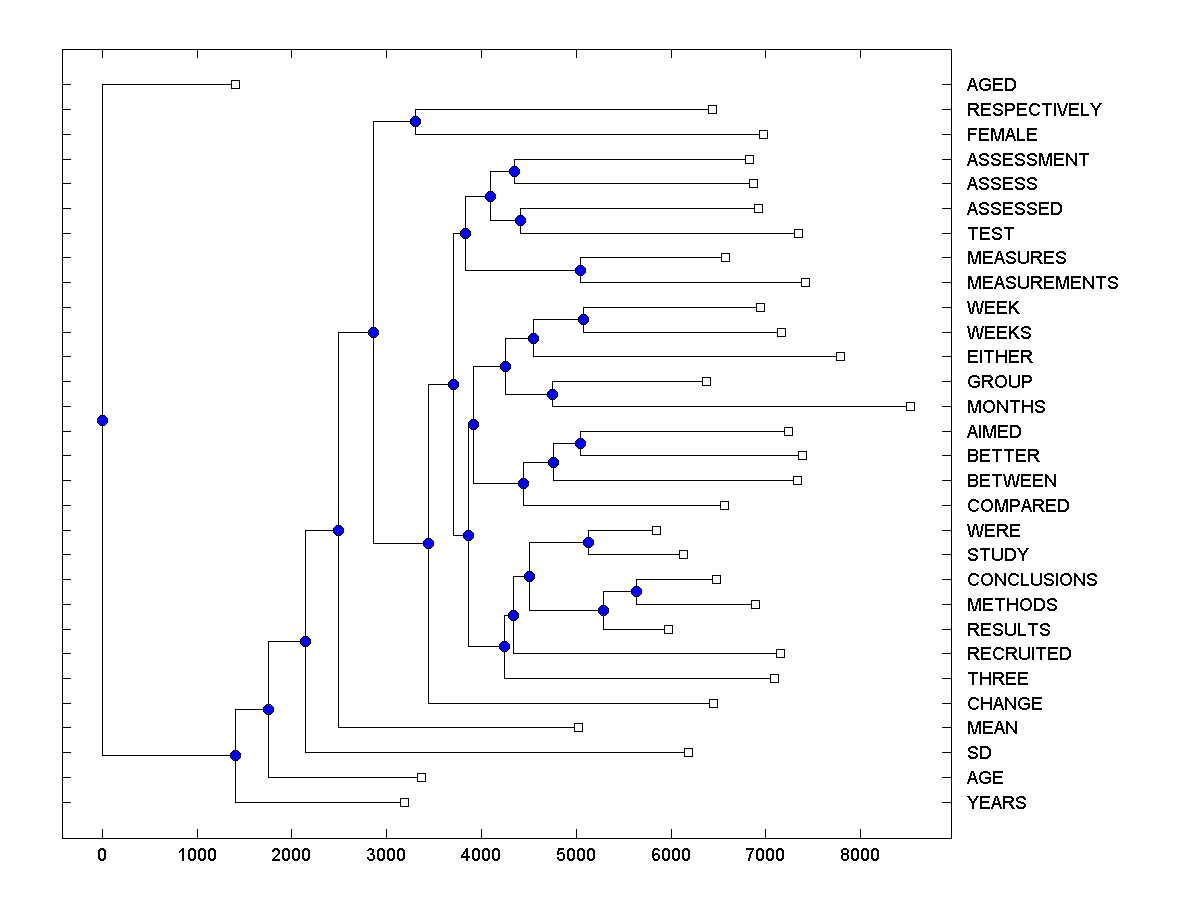 AGED
RESPECTIVELY
FEMALE
ASSESSMENT
ASSESS
ASSESSED
TEST
MEASURES
MEASUREMENTS
WEEK
WEEKS
EITHER
GROUP
MONTHS
AIMED
BETTER
BETWEEN
COMPARED
WERE
STUDY
CONCLUSIONS
METHODS
RESULTS
RECRUITED
THREE
CHANGE
MEAN
SD
AGE
YEARS
0 1000 2000 3000 4000 5000 6000 7000 8000